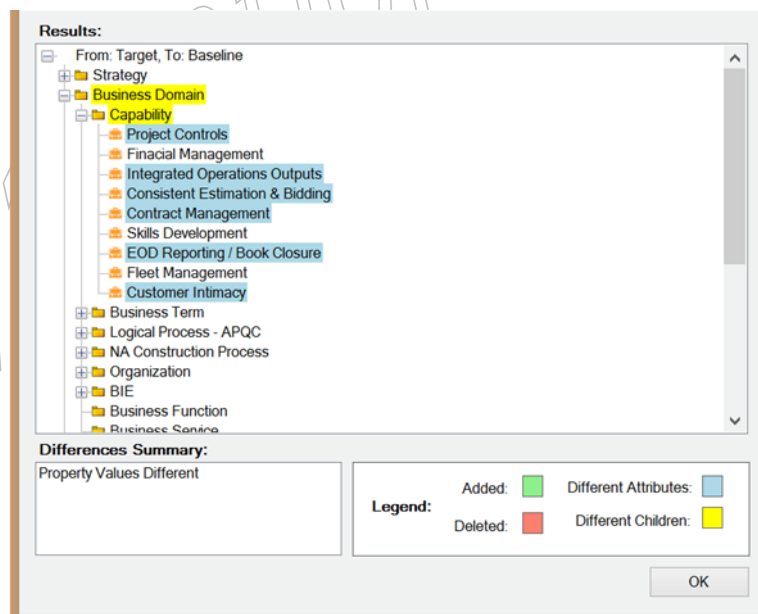 Results:
From: Target, To: Baseline
Strategy
Business Domain
Capability
Project Controls
Finacial Management
Integrated Operations Outputs
Consistent Estimation & Bidding
Contract Management
Skills Development
EOD Reporting / Book Closure
Fleet Management
Customer Intimacy
Business Term
Logical Process - APQC
NA Construction Process
Organization
BIE
Business Function
Business Service
Differences Summary:
Property Values Different
Legend:
Added:
Different Attributes:
Deleted:
Different Children:
OK